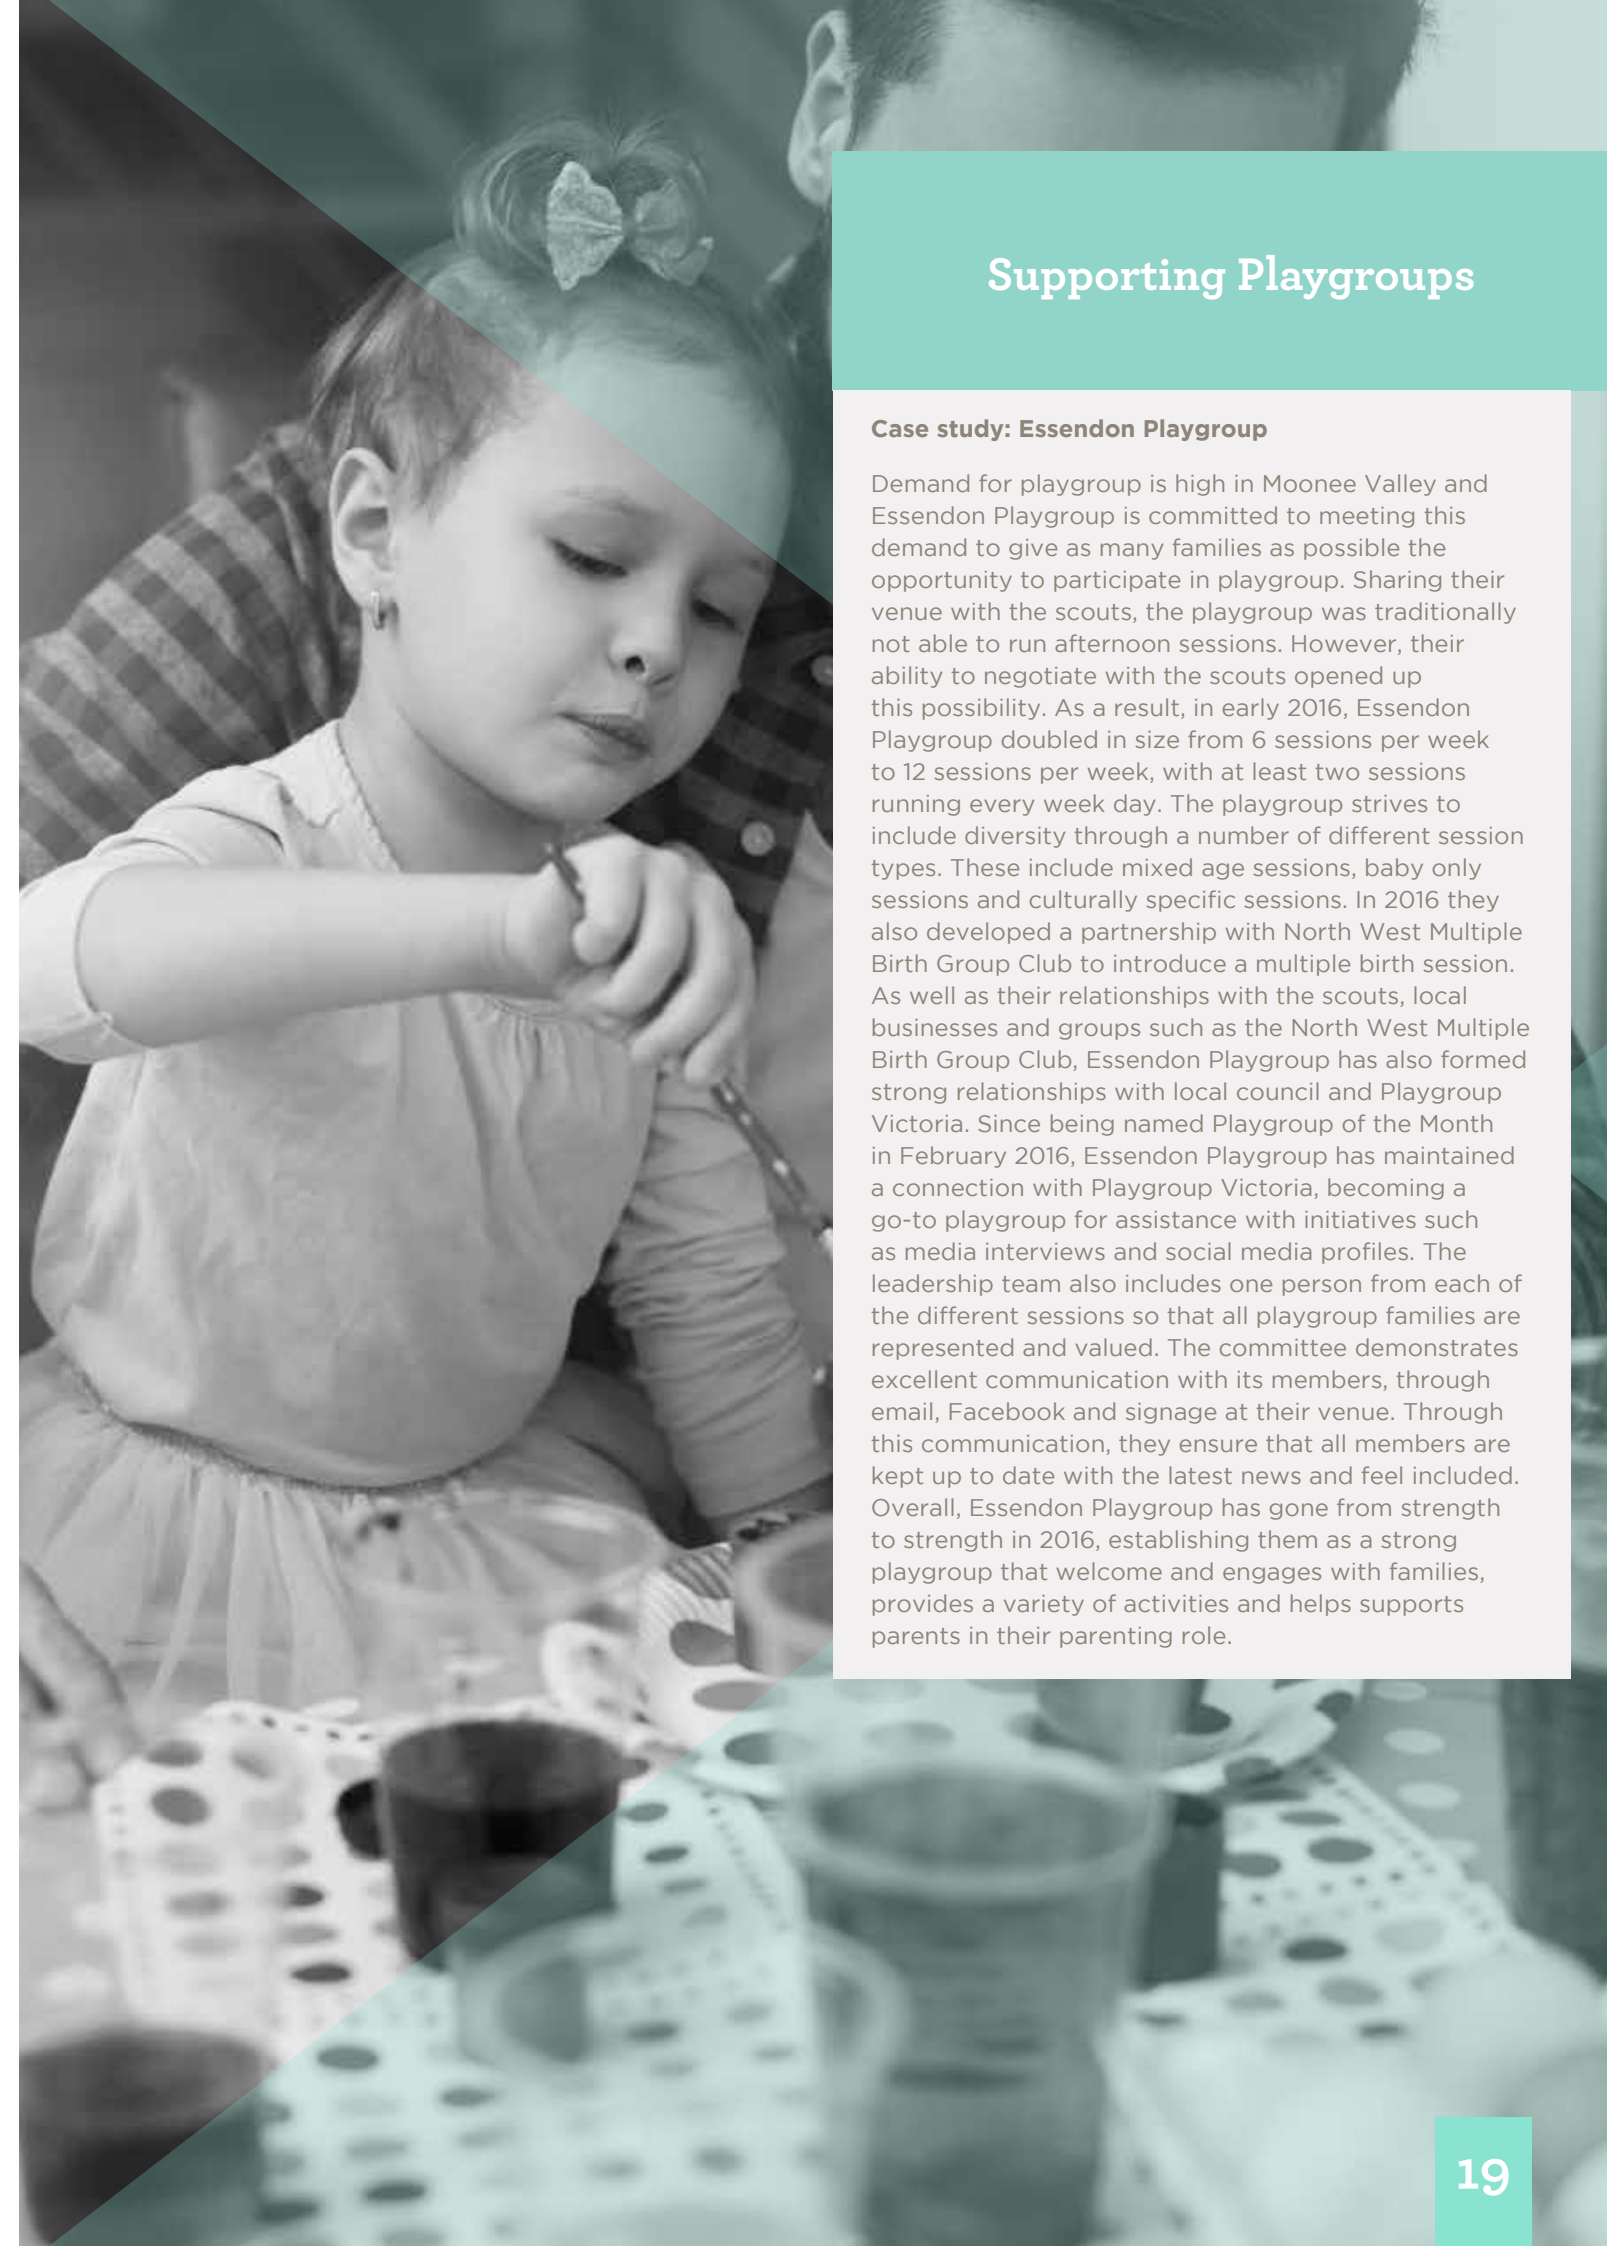 Supporting Playgroups
Case study: Essendon Playgroup
Demand for playgroup is high in Moonee Valley and
Essendon Playgroup is committed to meeting this
demand to give as many families as possible the
opportunity to participate in playgroup. Sharing their
venue with the scouts, the playgroup was traditionally
not able to run afternoon sessions. However, their
ability to negotiate with the scouts opened up
this possibility. As a result, in early 2016, Essendon
Playgroup doubled in size from 6 sessions per week
to 12 sessions per week, with at least two sessions
running every week day. The playgroup strives to
include diversity through a number of different session
types. These include mixed age sessions, baby only
sessions and culturally specific sessions. In 2016 they
also developed a partnership with North West Multiple
Birth Group Club to introduce a multiple birth session.
As well as their relationships with the scouts, local
businesses and groups such as the North West Multiple
Birth Group Club, Essendon Playgroup has also formed
strong relationships with local council and Playgroup
Victoria. Since being named Playgroup of the Month
in February 2016, Essendon Playgroup has maintained
a connection with Playgroup Victoria, becoming a
go-to playgroup for assistance with initiatives such
as media interviews and social media profiles. The
leadership team also includes one person from each of
the different sessions so that all playgroup families are
represented and valued. The committee demonstrates
excellent communication with its members, through
email, Facebook and signage at their venue. Through
this communication, they ensure that all members are
kept up to date with the latest news and feel included.
Overall, Essendon Playgroup has gone from strength
to strength in 2016, establishing them as a strong
playgroup that welcome and engages with families,
provides a variety of activities and helps supports
parents in their parenting role.
19